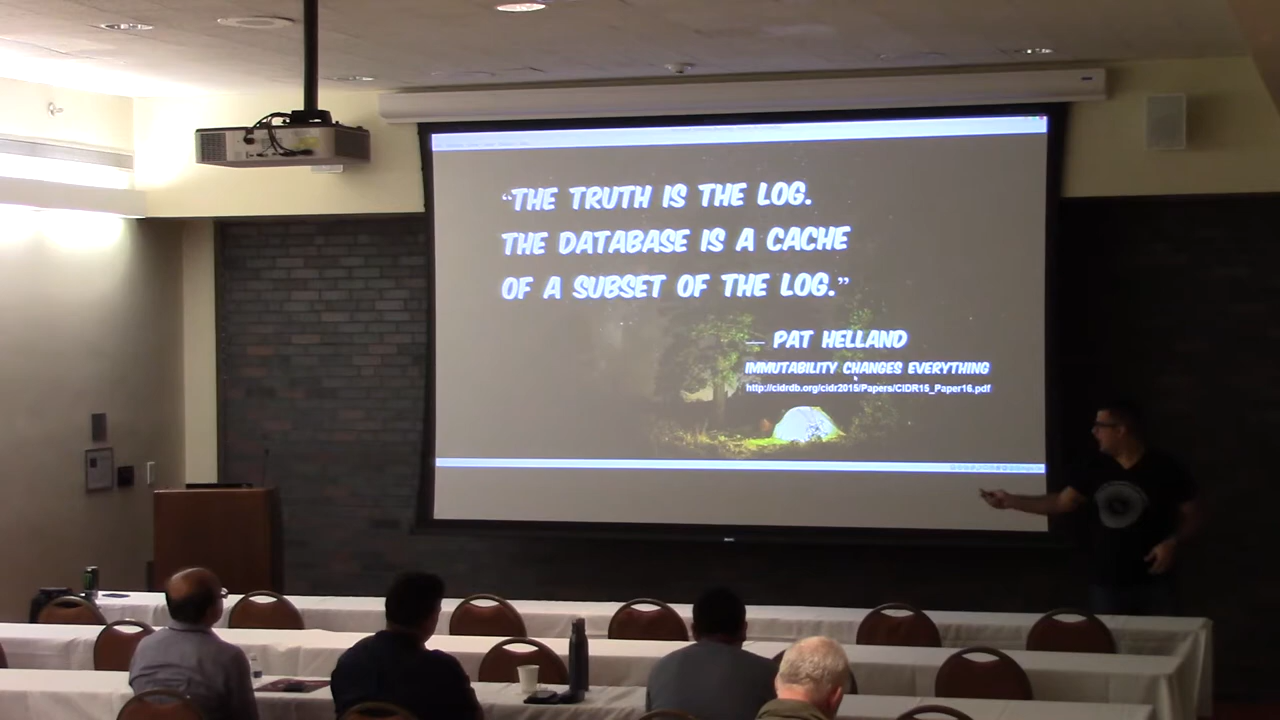 “THE TRUTH IS THE LOG.
THE DATABASE IS A CACHE
OF A SUBSET OF THE LOG.”
— PAT HELLAND
IMMUTABILITY CHANGES EVERYTHING
http://cidrdb.org/cidr2015/Papers/CIDR15_Paper16.pdf